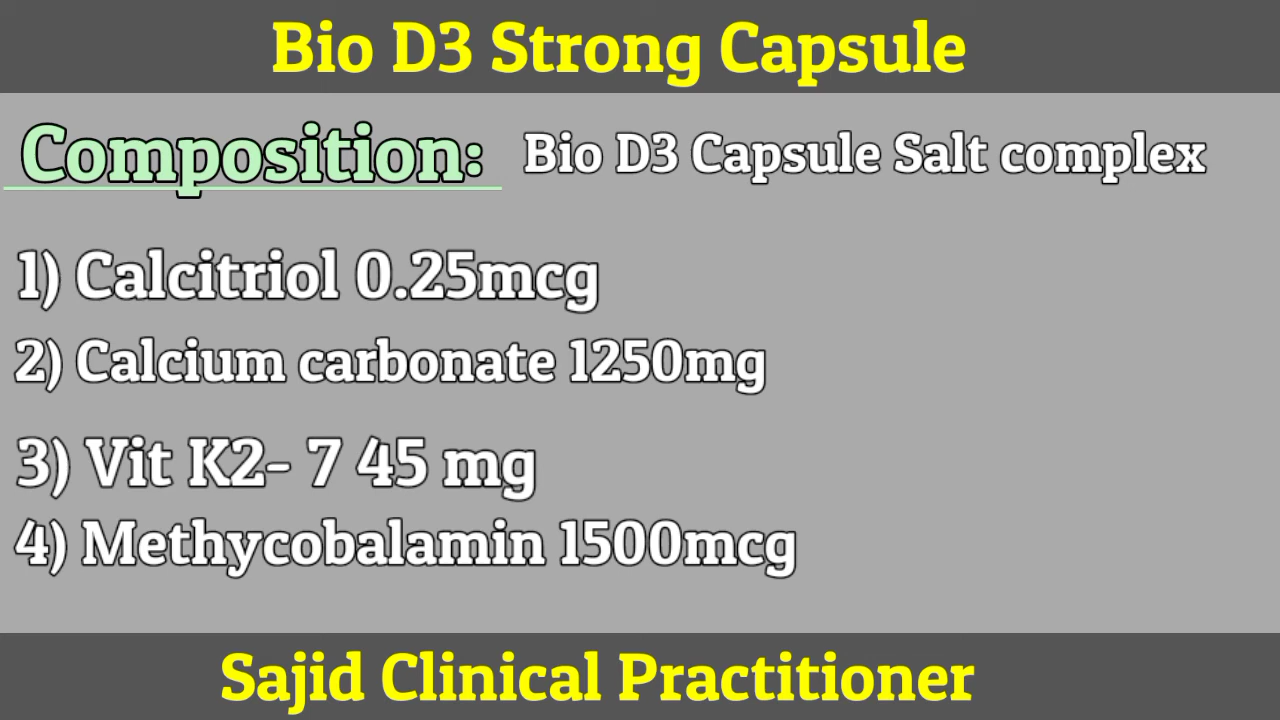 Bio D3 Strong Capsule
Composition: Bio D3 Capsule Salt complex
1) Calcitriol 0.25mcg
2) Calcium carbonate 1250mg
3) Vit K2- 7 45 mg
4) Methycobalamin 1500mcg
Sajid Clinical Practitioner